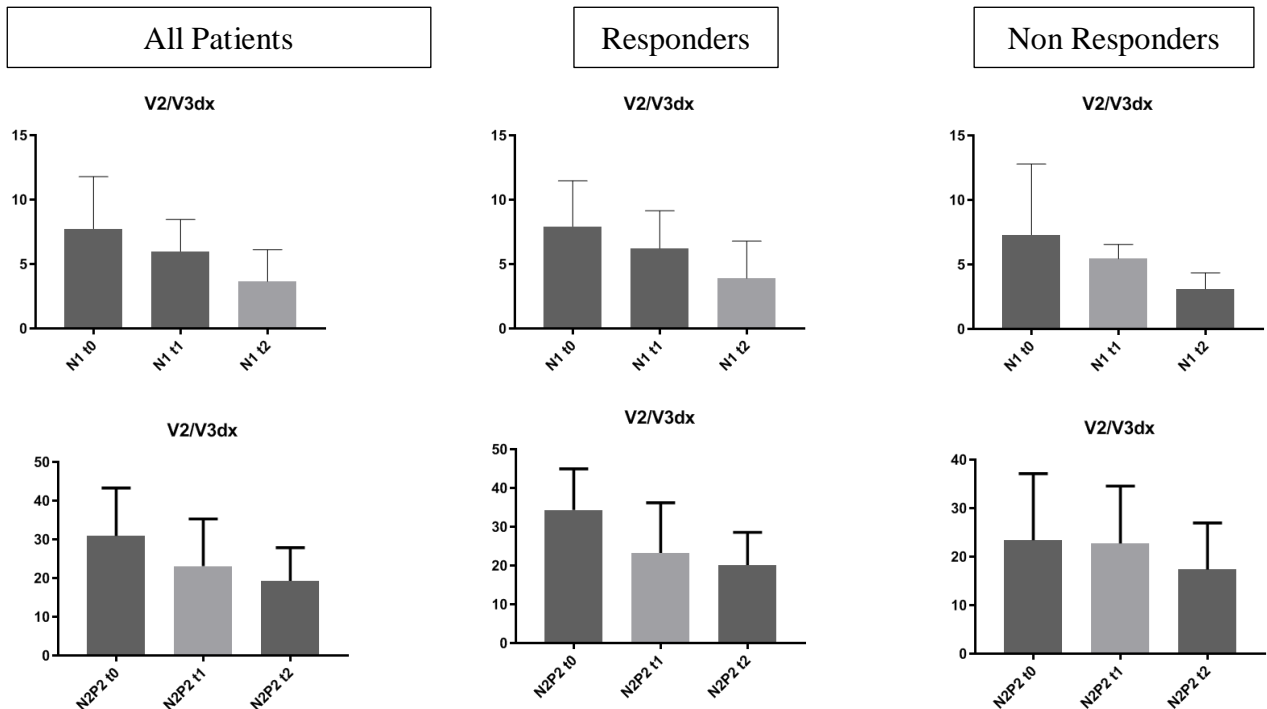 All Patients
Responders
Non Responders
V2/V3dx
15
10
5
0
N1 t0
N1 t1
N1 t2
V2/V3dx
15
10
5
0
N1 t0
N1 t1
N1 t2
V2/V3dx
15
10
5
0
N1 t0
N1 t1
N1 t2
V2/V3dx
50
40
30
20
10
0
N2P2 t0
N2P2 t1
N2P2 t2
V2/V3dx
50
40
30
20
10
0
N2P2 t0
N2P2 t1
N2P2 t2
V2/V3dx
40
30
20
10
0
N2P2 t0
N2P2 t1
N2P2 t2